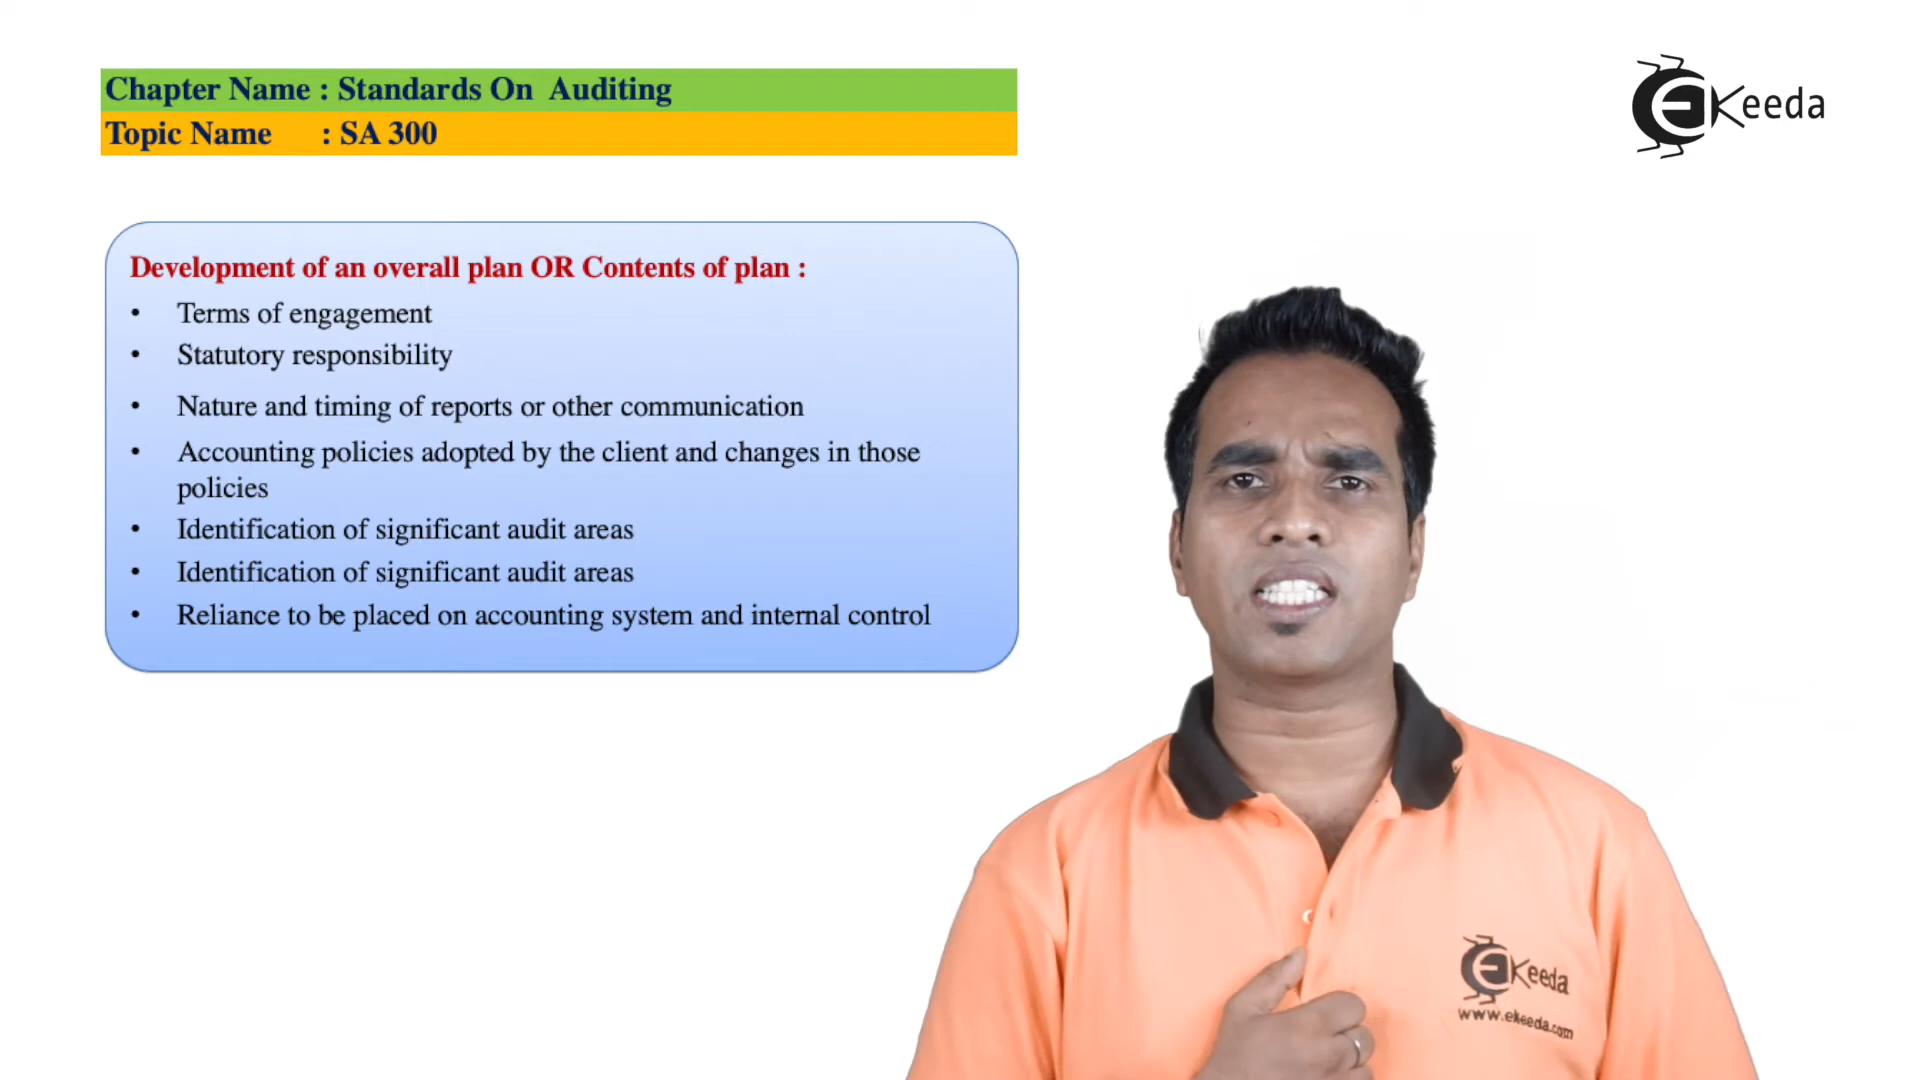 Chapter Name : Standards On Auditing
Topic Name : SA 300
EKeeda
Development of an overall plan OR Contents of plan :
• Terms of engagement
• Statutory responsibility
• Nature and timing of reports or other communication
• Accounting policies adopted by the client and changes in those
policies
• Identification of significant audit areas
• Identification of significant audit areas
• Reliance to be placed on accounting system and internal control
EKeeda
www.ekeeda.com